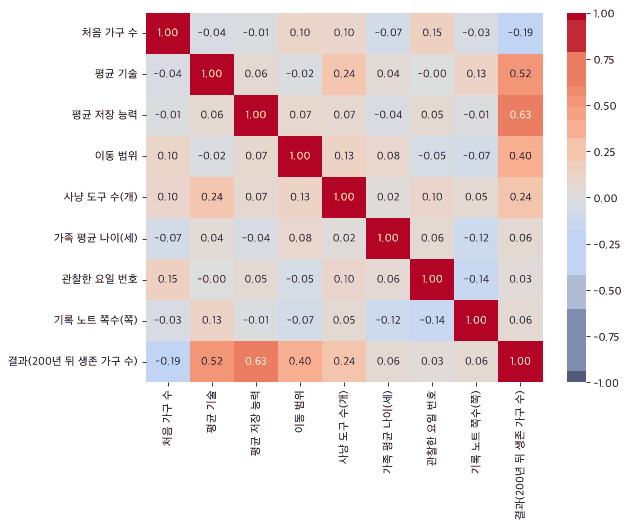 처음 가구 수 -0.04 -0.01 0.10 0.10 -0.07 0.15 -0.03 -0.19
1.00
평균 기술 -0.04 1.00 0.06 -0.02 0.24 0.04 -0.00 0.13 0.52
평균 저장 능력 -0.01 0.06 1.00 0.07 0.07 -0.04 0.05 -0.01 0.63
이동 범위 0.10 -0.02 0.07 1.00 0.13 0.08 -0.05 -0.07 0.40
사냥 도구 수(개) 0.10 0.24 0.07 0.13 1.00 0.02 0.10 0.05 0.24
가족 평균 나이(세) -0.07 0.04 -0.04 0.08 0.02 1.00 0.06 -0.12 0.06
관찰한 요일 번호 0.15 -0.00 0.05 -0.05 0.10 0.06 1.00 -0.14 0.03
기록 노트 쪽수(쪽) -0.03 0.13 -0.01 -0.07 0.05 -0.12 -0.14 1.00 0.06
결과(200년 뒤 생존 가구 수) -0.19 0.52 0.63 0.40 0.24 0.06 0.03 0.06 1.00
처음 가구 수
평균 기술
평균 저장 능력
이동 범위
사냥 도구 수(개)
가족 평균 나이(세)
관찰한 요일 번호
기록 노트 쪽수(쪽)
결과(200년 뒤 생존 가구 수)
1.00
0.75
0.50
0.25
0.00
-0.25
-0.50
-0.75
-1.00